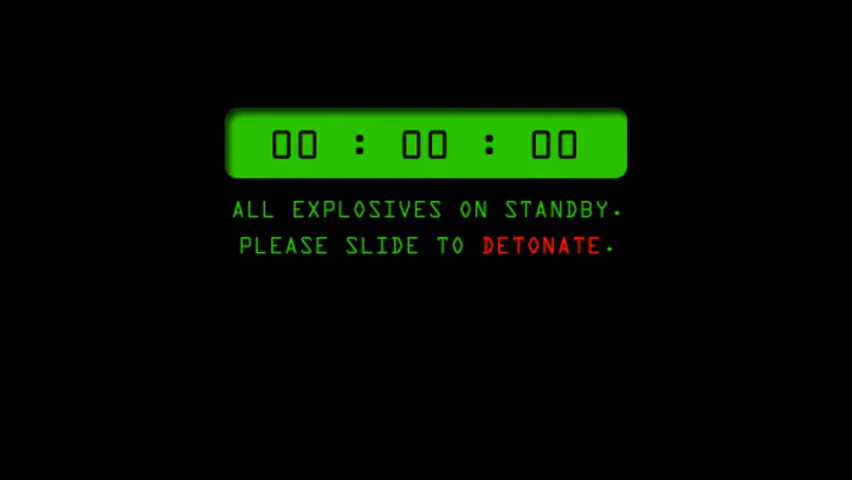 00 : 00 : 00
ALL EXPLOSIVES ON STANDBY.
PLEASE SLIDE TO DETONATE.